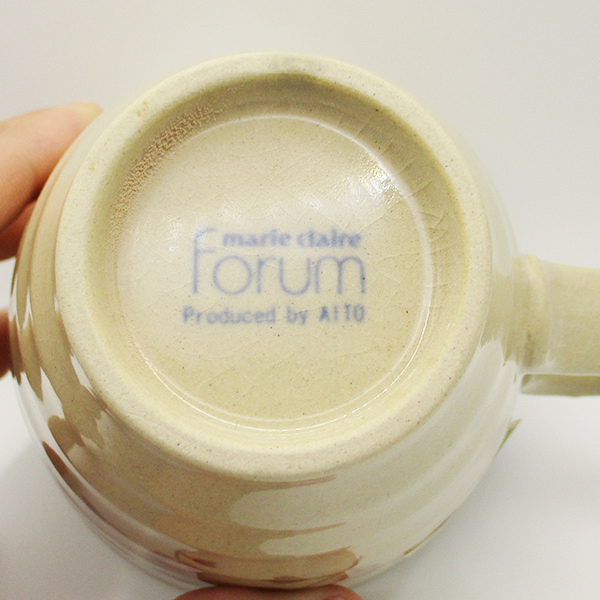 marie claire
Forum
Produced by AITO